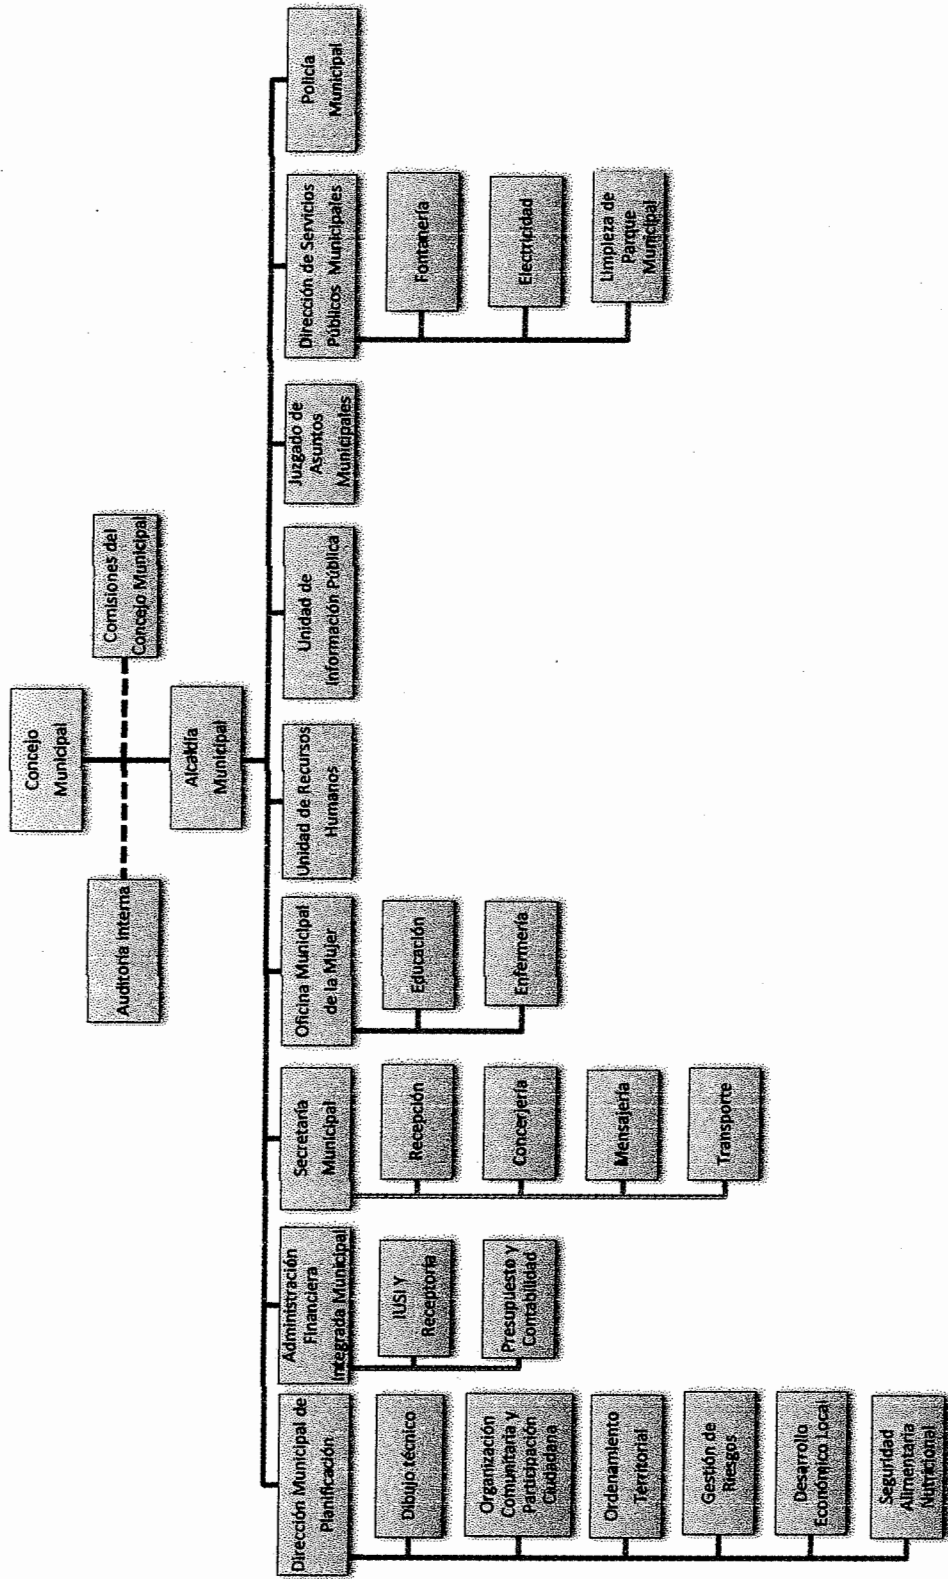 Concejo
Municipal
Auditoría Interna
Comisiones del
Concejo Municipal
Alcaldía
Municipal
Dirección Municipal de
Planificación
Dibujo técnico
Organización
Comunitaria y
Participación
Ciudadana
Ordenamiento
Territorial
Gestión de
Riesgos
Desarrollo
Económico Local
Seguridad
Alimentaria
Nutricional
Administración
Financiera
Integrada Municipal
IUSI Y
Receptoría
Presupuesto y
Contabilidad
Secretaría
Municipal
Recepción
Concerjería
Mensajería
Transporte
Oficina Municipal
de la Mujer
Educación
Enfermería
Unidad de Recursos
Humanos
Unidad de
Información Pública
Juzgado de
Asuntos
Municipales
Dirección de Servicios
Públicos Municipales
Fontanería
Electricidad
Limpieza de
Parque
Municipal
Policía
Municipal